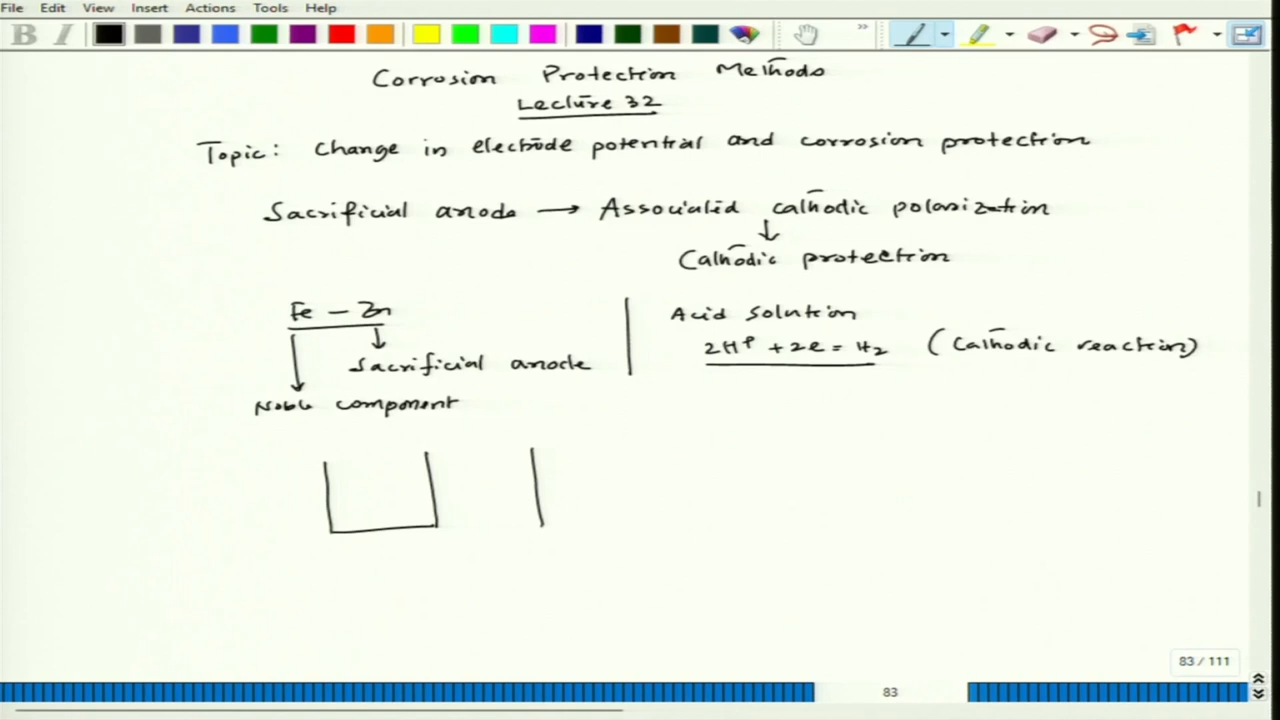 File Edit View Insert Actions Tools Help
B I
Corrosion Protection Methods
Lecture 32
Topic: Change in electrode potential and corrosion protection
Sacrificial anode → Associated cathodic polarization
↓
Cathodic protection
Fe - Zn
Acid solution
2H⁺ + 2e = H₂ (Cathodic reaction)
Sacrificial anode
Noble component
83 / 111
83